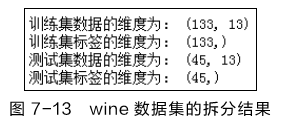 训练集数据的维度为： (133, 13)
训练集标签的维度为： (133,)
测试集数据的维度为： (45, 13)
测试集标签的维度为： (45,)
图 7-13 wine 数据集的拆分结果